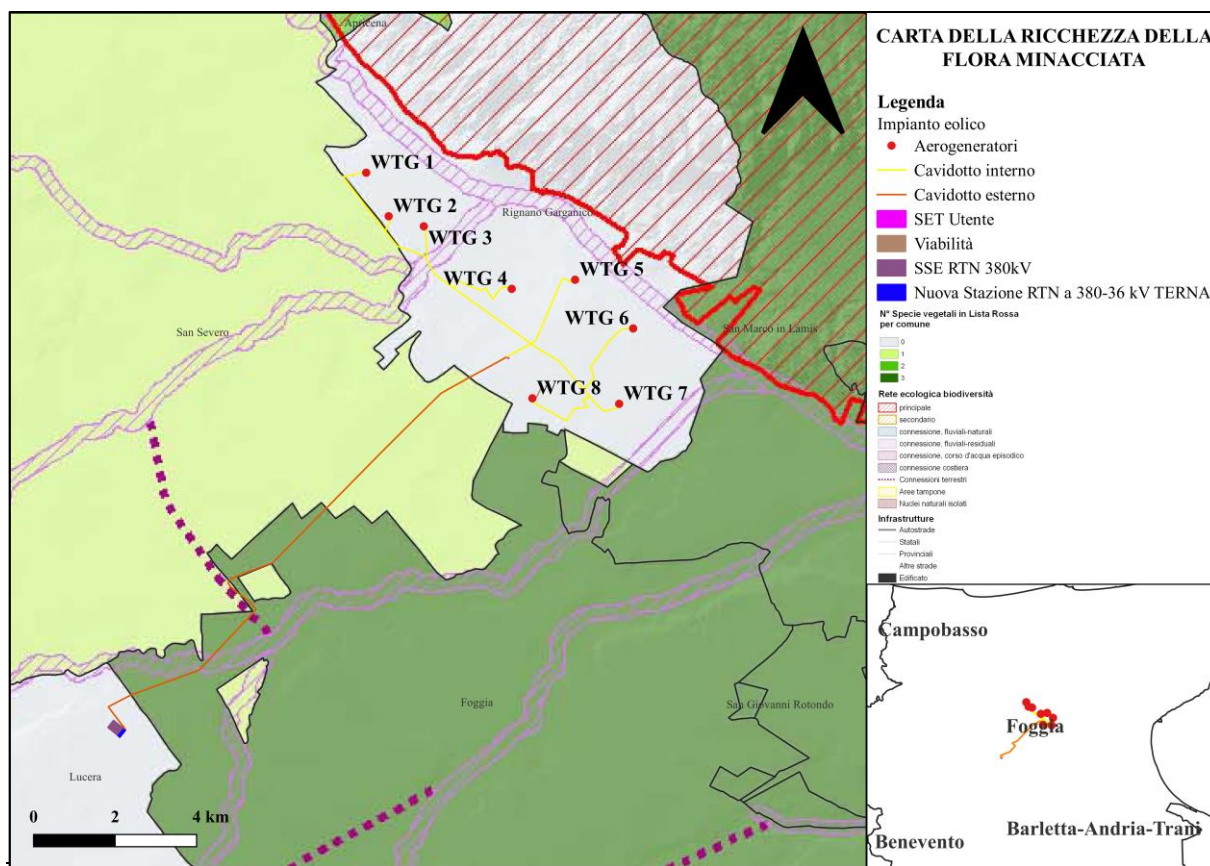 Apricena
WTG 1
WTG 2
WTG 3
Rignano Garganico
WTG 4
WTG 5
WTG 6
San Severo
San Marco in Lamis
WTG 8
WTG 7
Foggia
San Giovanni Rotondo
Lucera
0 2 4 km
CARTA DELLA RICCHEZZA DELLA
FLORA MINACCIATA
Legenda
Impianto eolico
Aerogeneratori
Cavidotto interno
Cavidotto esterno
SET Utente
Viabilità
SSE RTN 380kV
Nuova Stazione RTN a 380-36 kV TERNA
N° Specie vegetali in Lista Rossa
per comune
0
1
2
3
Rete ecologica biodiversità
principale
secondario
connessione, fluviali-naturali
connessione, fluviali-residuali
connessione, corso d'acqua episodico
connessione costiera
Connessioni terrestri
Aree tampone
Nuclei naturali isolati
Infrastrutture
Autostrade
Statali
Provinciali
Altre strade
Edificato
Campobasso
Foggia
Barletta-Andria-Trani
Benevento